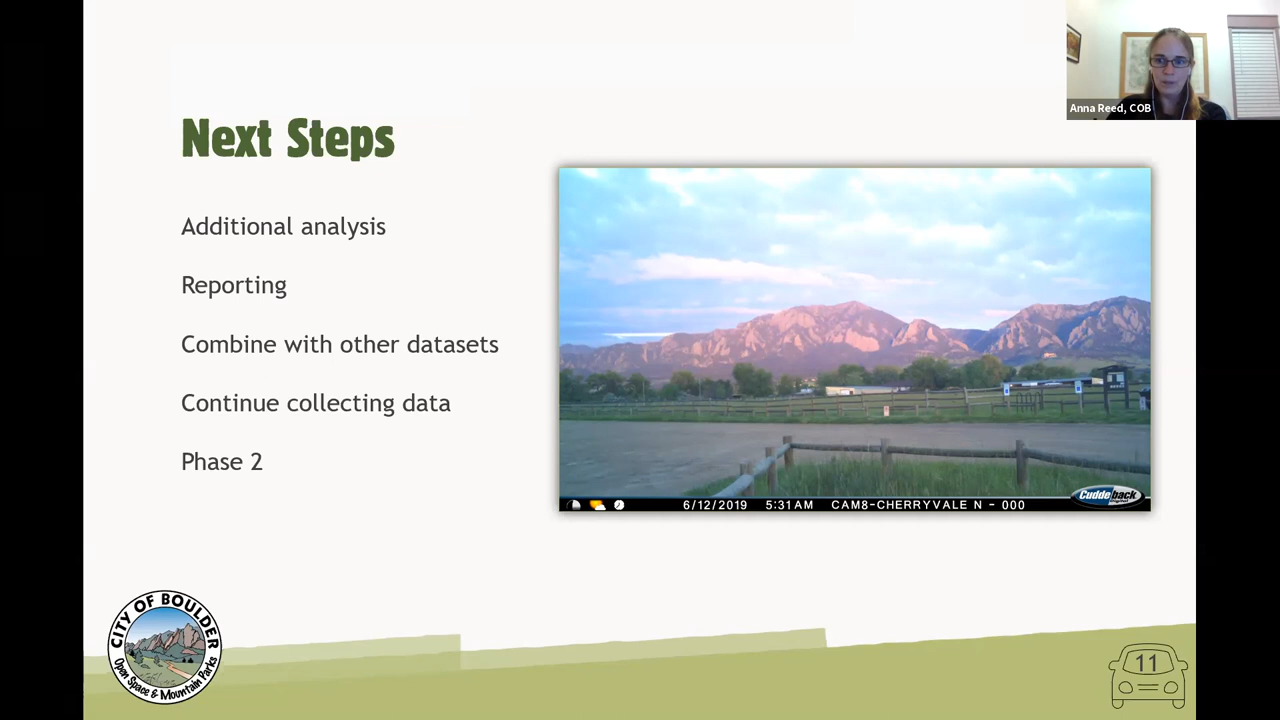 Anna Reed, COB
Next Steps
Additional analysis
Reporting
Combine with other datasets
Continue collecting data
Phase 2
Cuddeback
6/12/2019 5:31 AM CAM8-CHERRYVALE N - 000
CITY OF BOULDER
Open Space & Mountain Parks
11